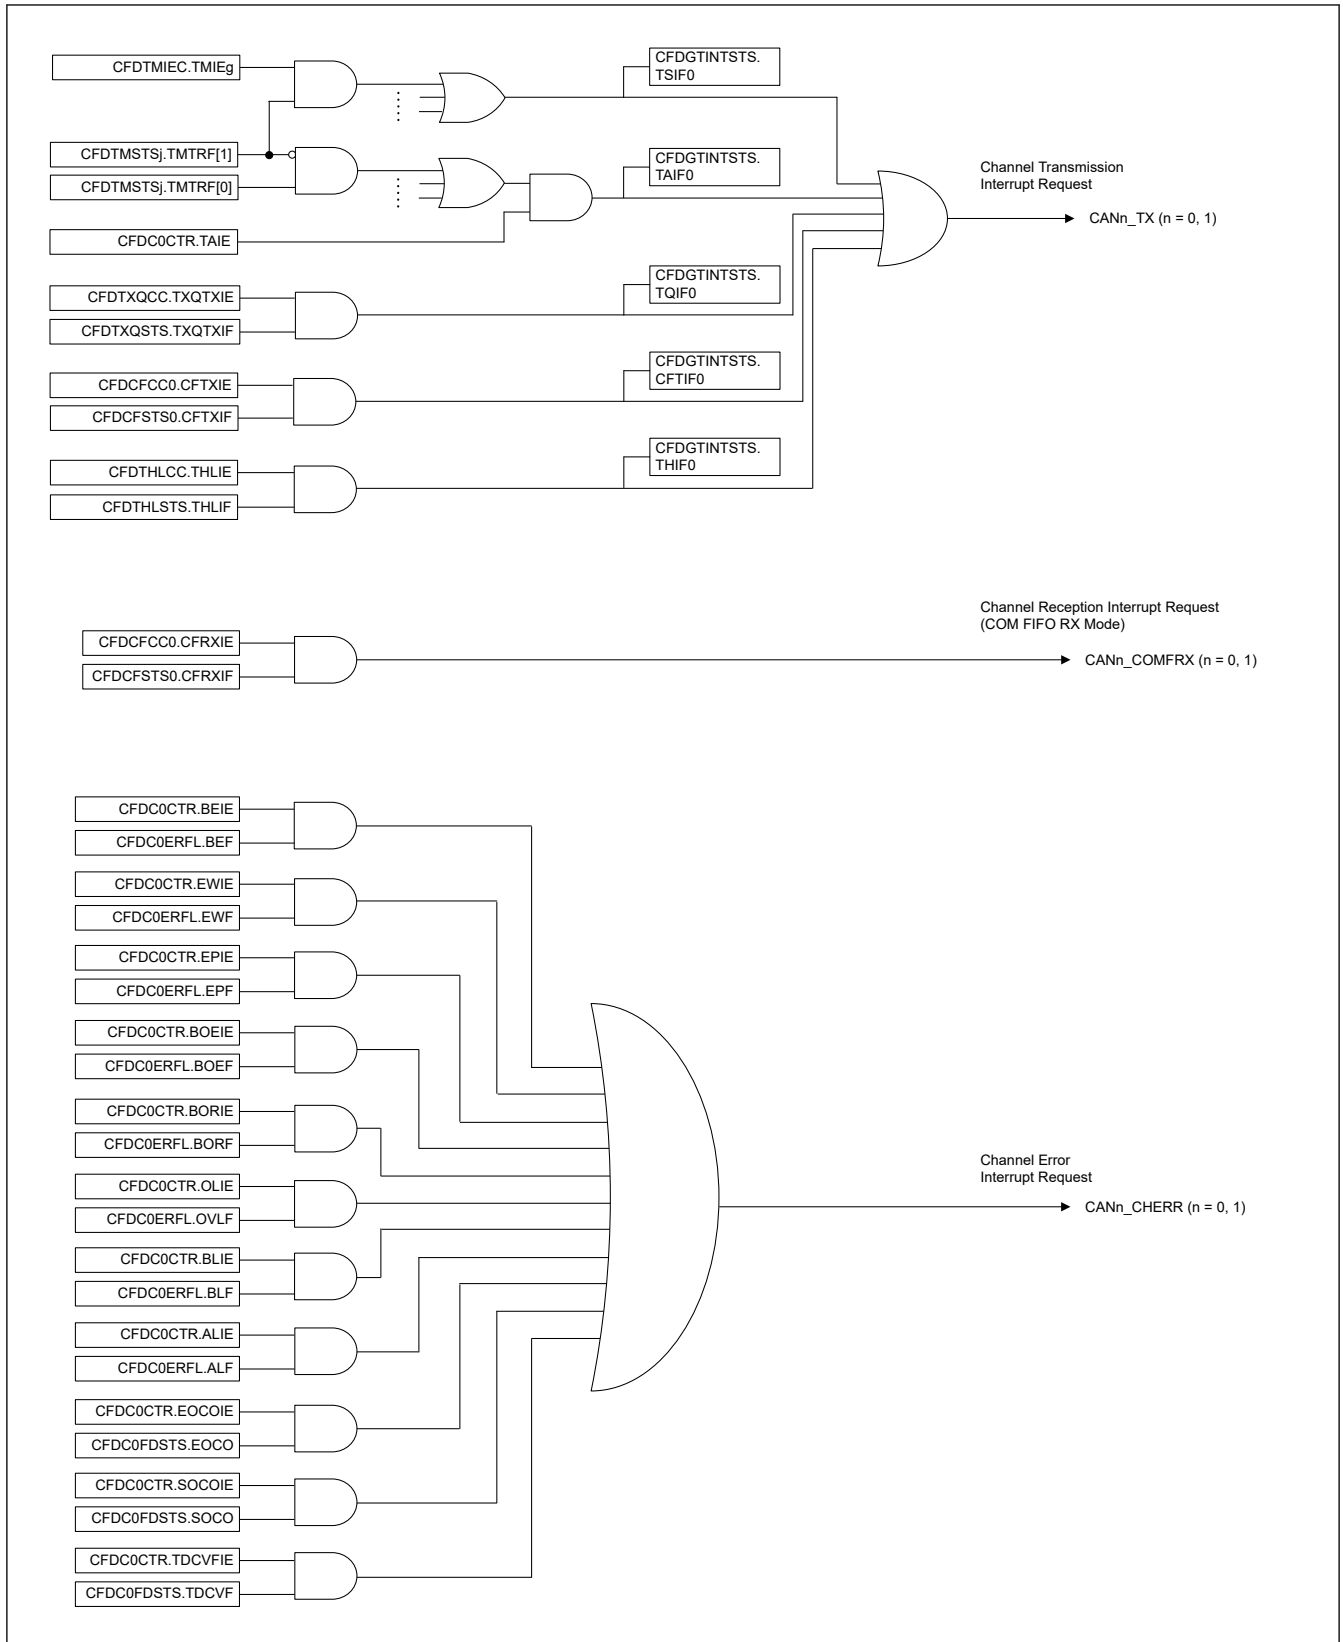 CFDTMIEC.TMIEg
CFDGTINTSTS.
TSIF0
CFDTMSTSj.TMTRF[1]
CFDTMSTSj.TMTRF[0]
CFDGTINTSTS.
TAIF0
Channel Transmission
Interrupt Request
CANn_TX (n = 0, 1)
CFDC0CTR.TAIE
CFDTXQCC.TXQTXIE
CFDTXQSTS.TXQTXIF
CFDGTINTSTS.
TQIF0
CFDCFCC0.CFTXIE
CFDCFSTS0.CFTXIF
CFDGTINTSTS.
CFTIF0
CFDTHLCC.THLIE
CFDTHLSTS.THLIF
CFDGTINTSTS.
THIF0
Channel Reception Interrupt Request
(COM FIFO RX Mode)
CFDCFCC0.CFRXIE
CFDCFSTS0.CFRXIF
CANn_COMFRX (n = 0, 1)
CFDC0CTR.BEIE
CFDC0ERFL.BEF
CFDC0CTR.EWIE
CFDC0ERFL.EWF
CFDC0CTR.EPIE
CFDC0ERFL.EPF
CFDC0CTR.BOEIE
CFDC0ERFL.BOEF
CFDC0CTR.BORIE
CFDC0ERFL.BORF
CFDC0CTR.OLIE
CFDC0ERFL.OVLF
Channel Error
Interrupt Request
CANn_CHERR (n = 0, 1)
CFDC0CTR.BLIE
CFDC0ERFL.BLF
CFDC0CTR.ALIE
CFDC0ERFL.ALF
CFDC0CTR.EOCOIE
CFDC0FDSTS.EOCO
CFDC0CTR.SOCOIE
CFDC0FDSTS.SOCO
CFDC0CTR.TDCVFIE
CFDC0FDSTS.TDCVF